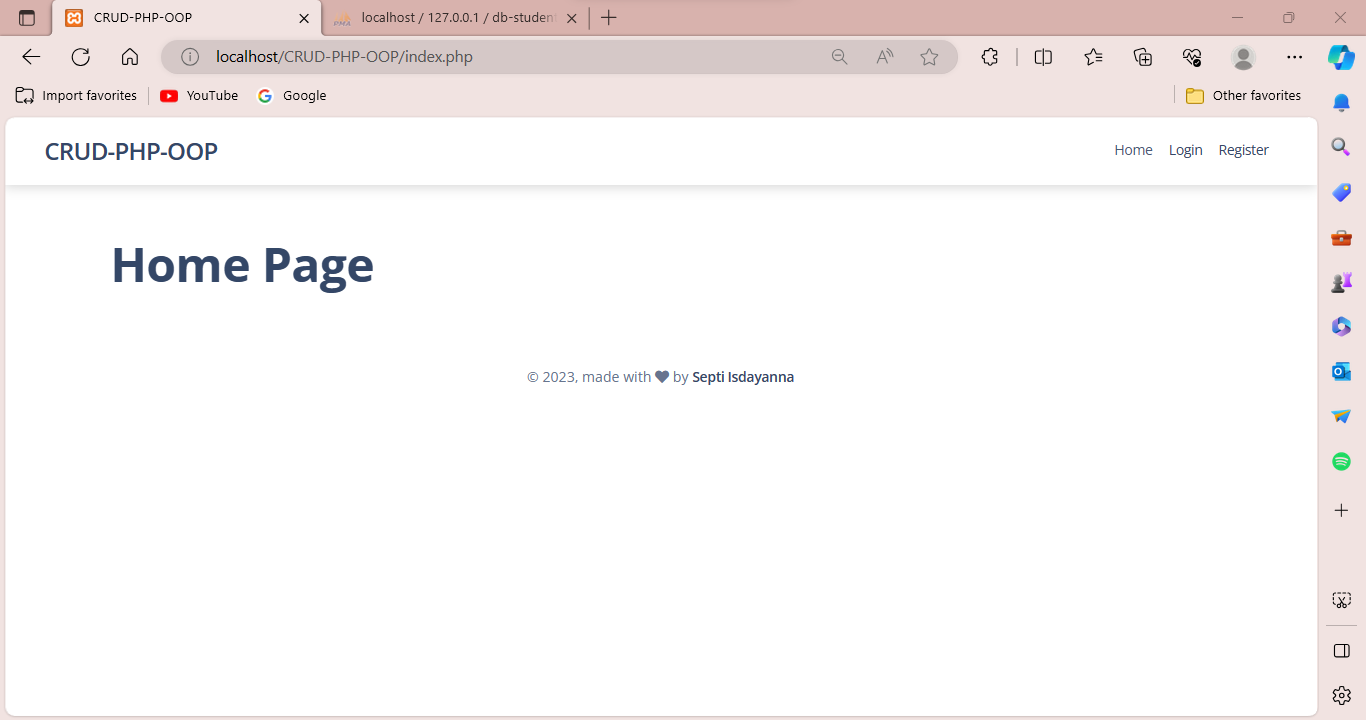 CRUD-PHP-OOP
localhost / 127.0.0.1 / db-student
localhost/CRUD-PHP-OOP/index.php
Import favorites YouTube Google Other favorites
CRUD-PHP-OOP Home Login Register
Home Page
© 2023, made with ♥ by Septi Isdayanna